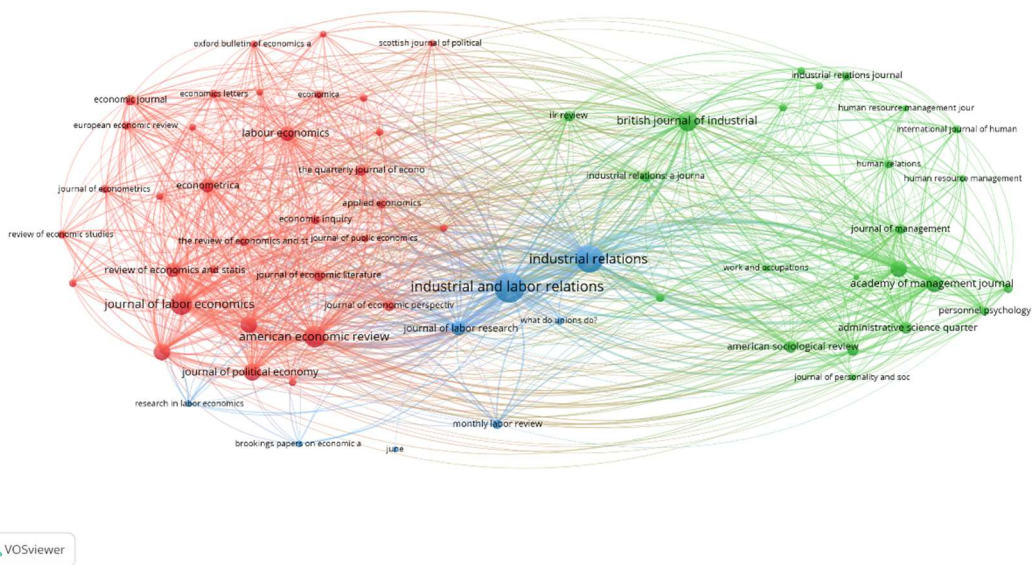 oxford bulletin of economics a
scottish journal of political
industrial relations journal
economics letters
economica
economic journal
human resource management jour
ilr review
british journal of industrial
european economic review
labour economics
international journal of human
human relations
the quarterly journal of econo
industrial relations: a journa
human resource management
econometrica
journal of econometrics
applied economics
economic inquiry
journal of management
review of economic studies
the review of economics and st
journal of public economics
industrial relations
work and occupations
review of economics and statis
journal of economic literature
academy of management journal
industrial and labor relations
journal of labor economics
journal of economic perspectiv
personnel psychology
what do unions do?
journal of labor research
administrative science quarter
american economic review
american sociological review
journal of political economy
journal of personality and soc
research in labor economics
monthly labor review
brookings papers on economic a
june
VOSviewer